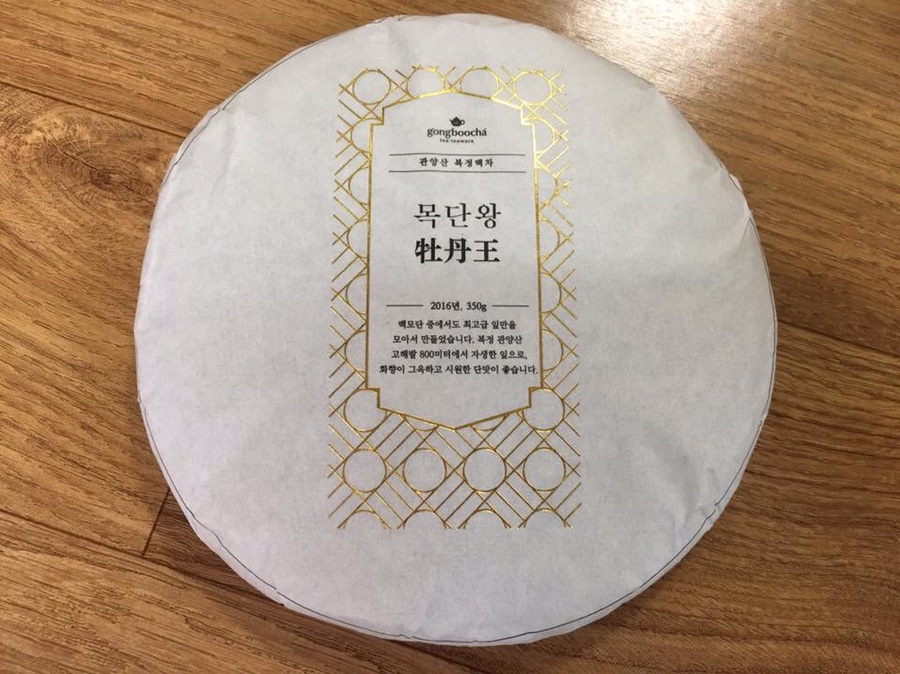 gongboochá
tea·teaware
관양산 복정백차
목단왕
牡丹王
2016년, 350g
백모단 중에서도 최고급 잎만을
모아서 만들었습니다. 복정 관양산
고해발 800미터에서 자생한 잎으로,
화향이 그윽하고 시원한 단맛이 좋습니다.